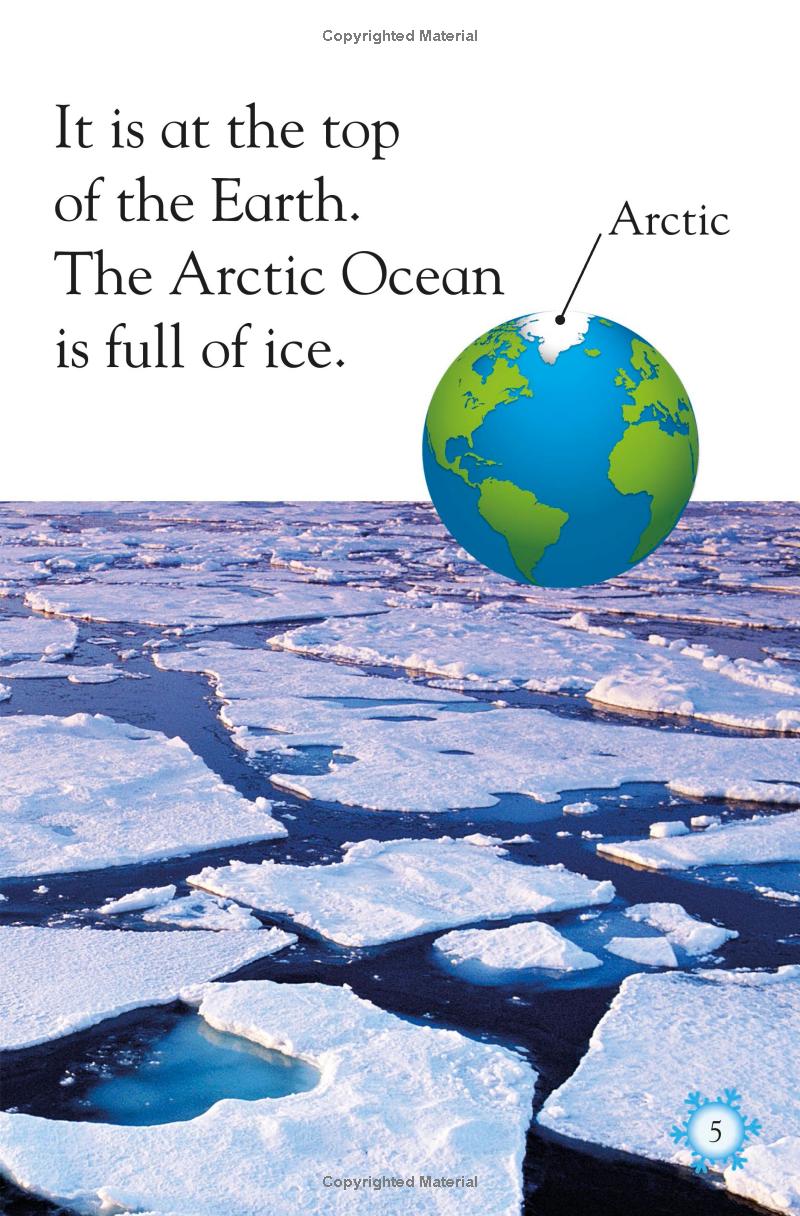 Copyrighted Material
It is at the top
of the Earth.
The Arctic Ocean
is full of ice.
Arctic
5
Copyrighted Material